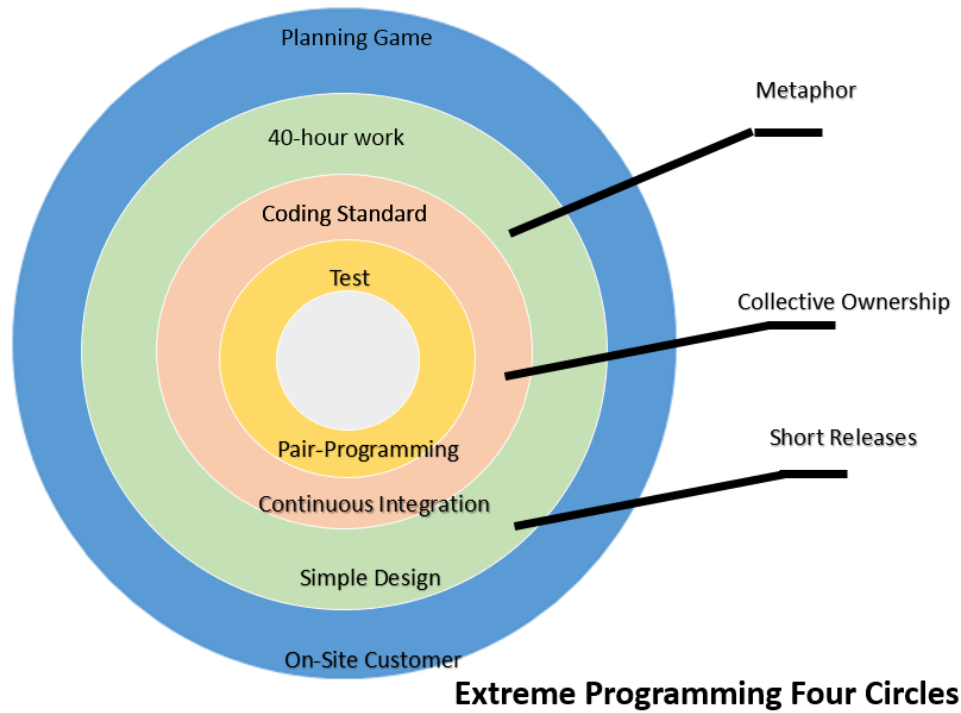 Planning Game
Metaphor
40-hour work
Coding Standard
Test
Collective Ownership
Short Releases
Pair-Programming
Continuous Integration
Simple Design
On-Site Customer
Extreme Programming Four Circles